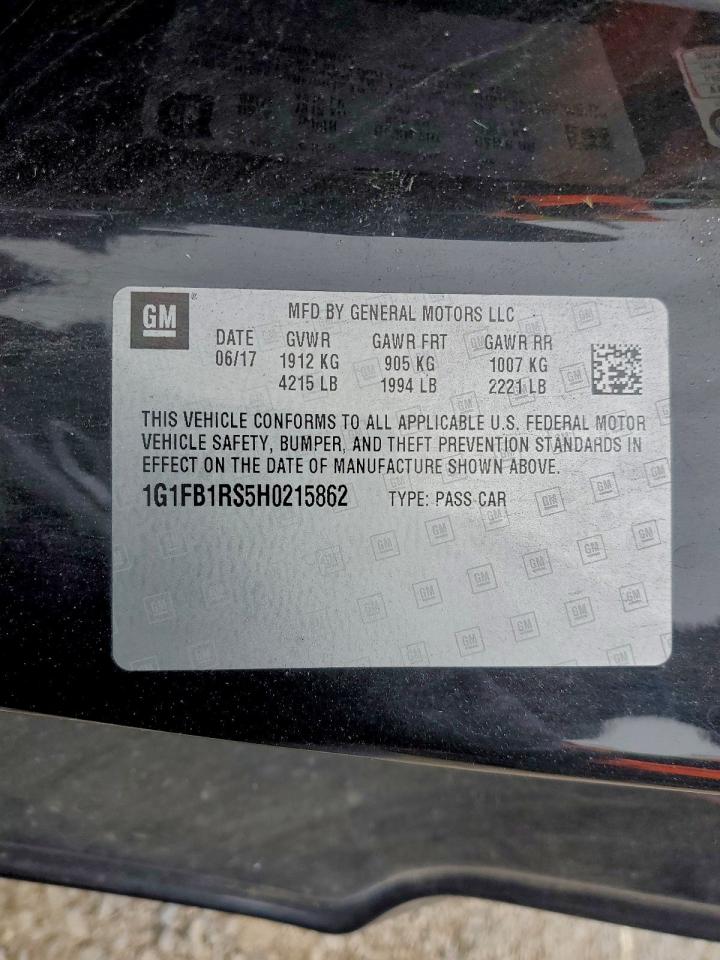 GM
MFD BY GENERAL MOTORS LLC
DATE GVWR GAWR FRT GAWR RR
06/17 1912 KG 905 KG 1007 KG
4215 LB 1994 LB 2221 LB
THIS VEHICLE CONFORMS TO ALL APPLICABLE U.S. FEDERAL MOTOR
VEHICLE SAFETY, BUMPER, AND THEFT PREVENTION STANDARDS IN
EFFECT ON THE DATE OF MANUFACTURE SHOWN ABOVE.
1G1FB1RS5H0215862 TYPE: PASS CAR